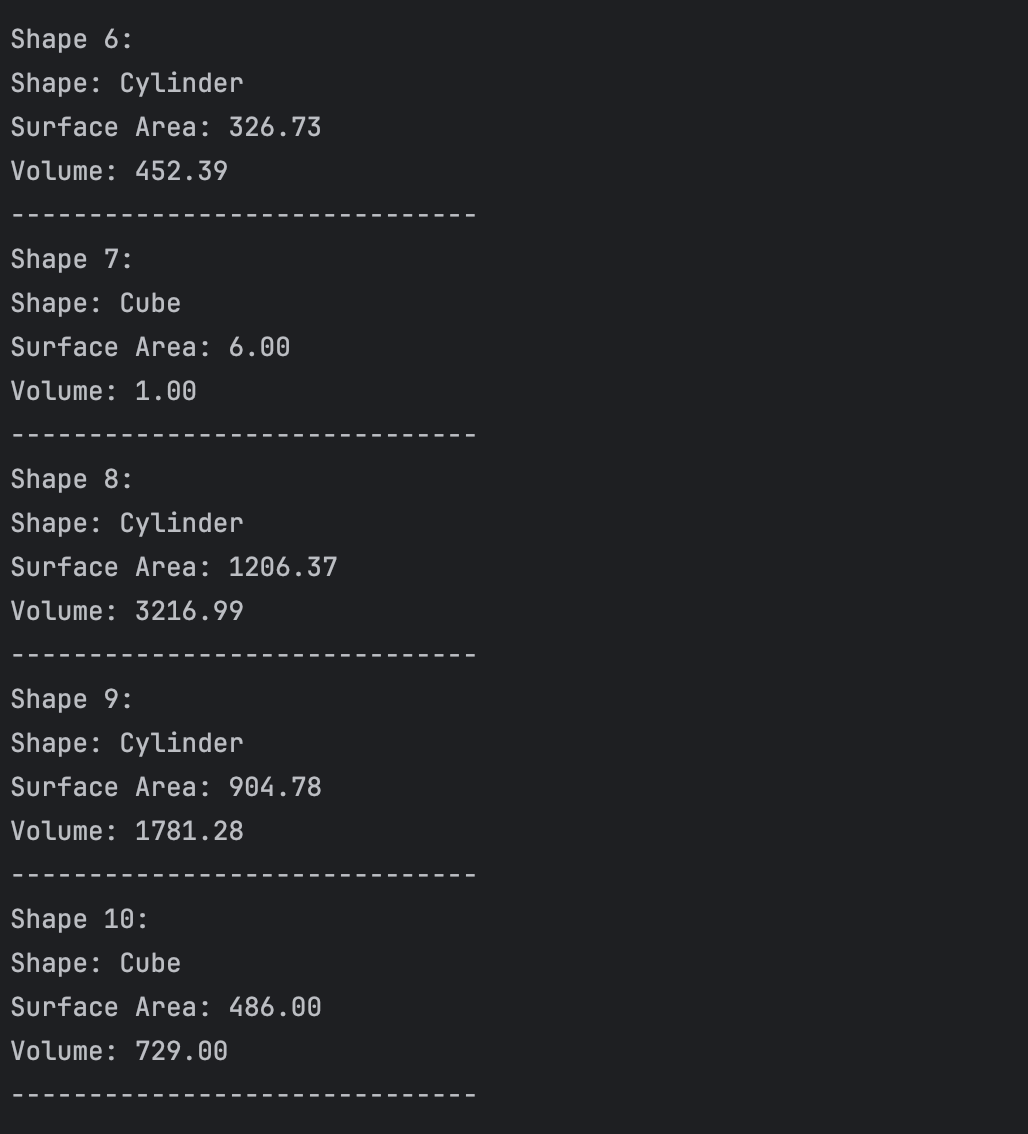 Shape 6:
Shape: Cylinder
Surface Area: 326.73
Volume: 452.39
------------------------------
Shape 7:
Shape: Cube
Surface Area: 6.00
Volume: 1.00
------------------------------
Shape 8:
Shape: Cylinder
Surface Area: 1206.37
Volume: 3216.99
------------------------------
Shape 9:
Shape: Cylinder
Surface Area: 904.78
Volume: 1781.28
------------------------------
Shape 10:
Shape: Cube
Surface Area: 486.00
Volume: 729.00
------------------------------